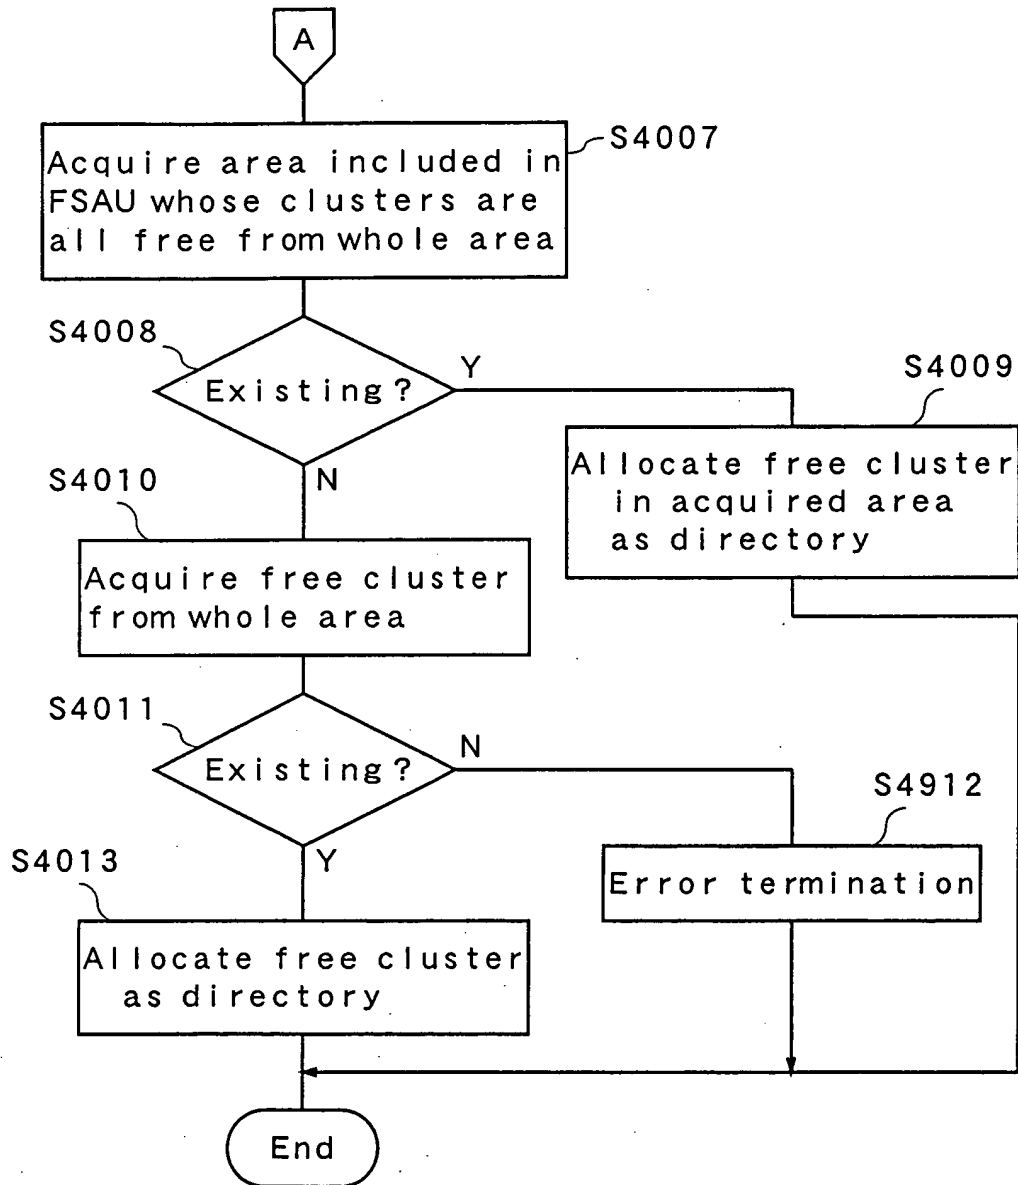 A
S4007
Acquire area included in
FSAU whose clusters are
all free from whole area
S4008
Existing?
Y
N
S4009
Allocate free cluster
in acquired area
as directory
S4010
Acquire free cluster
from whole area
S4011
Existing?
N
Y
S4912
Error termination
S4013
Allocate free cluster
as directory
End